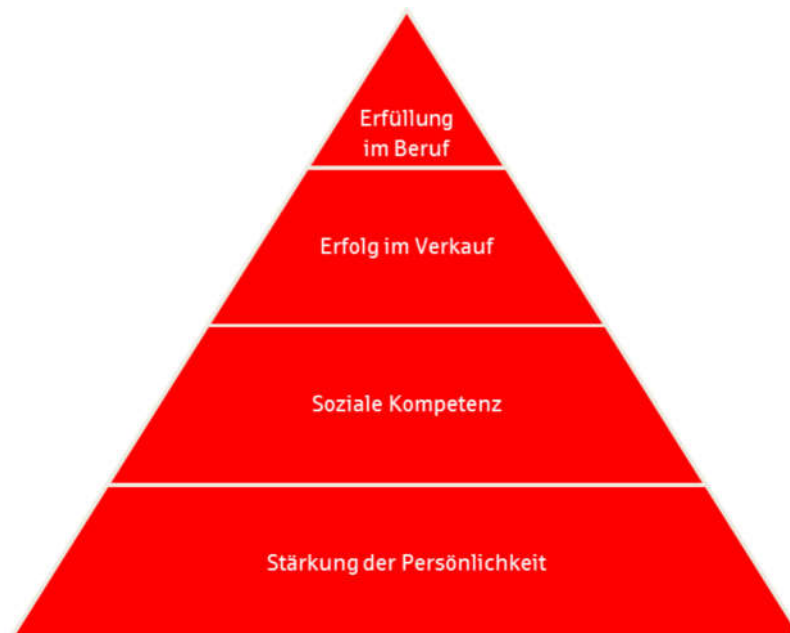 Erfüllung
im Beruf
Erfolg im Verkauf
Soziale Kompetenz
Stärkung der Persönlichkeit